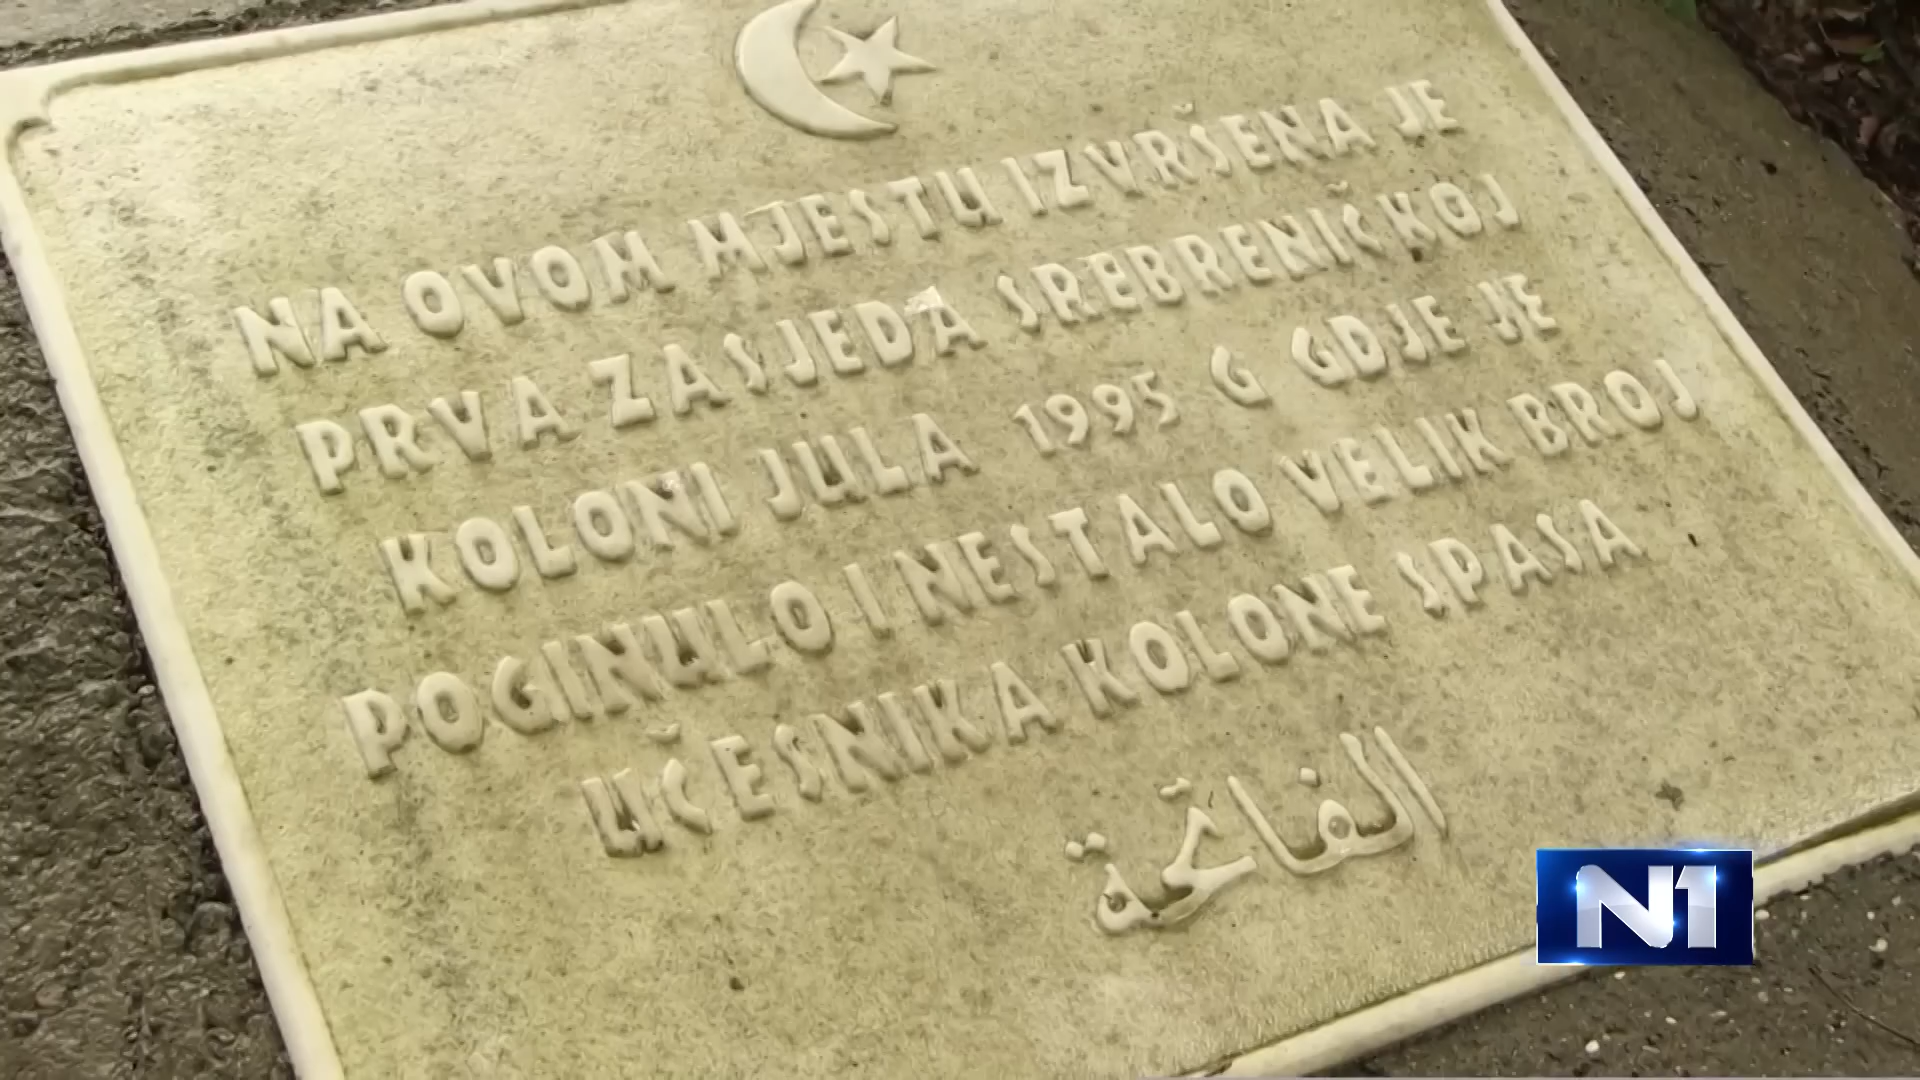 NA OVOM MJESTU IZVRŠENA JE
PRVA ZASJEDA SREBRENIČKOJ
KOLONI JULA 1995 G GDJE JE
POGINULO I NESTALO VELIK BROJ
UČESNIKA KOLONE SPASA
الفاتحة
N1